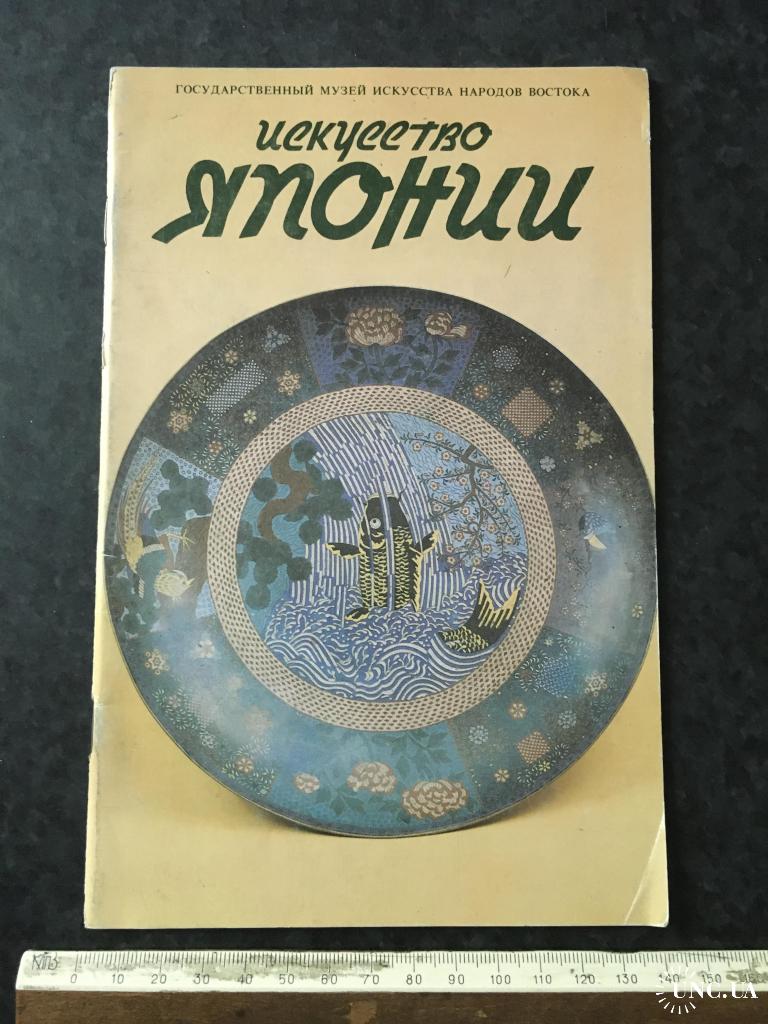 ГОСУДАРСТВЕННЫЙ МУЗЕЙ ИСКУССТВА НАРОДОВ ВОСТОКА
искусство
японии
0 10 20 30 40 50 60 70 80 90 100 110 120 130 140 150
UNC.UA